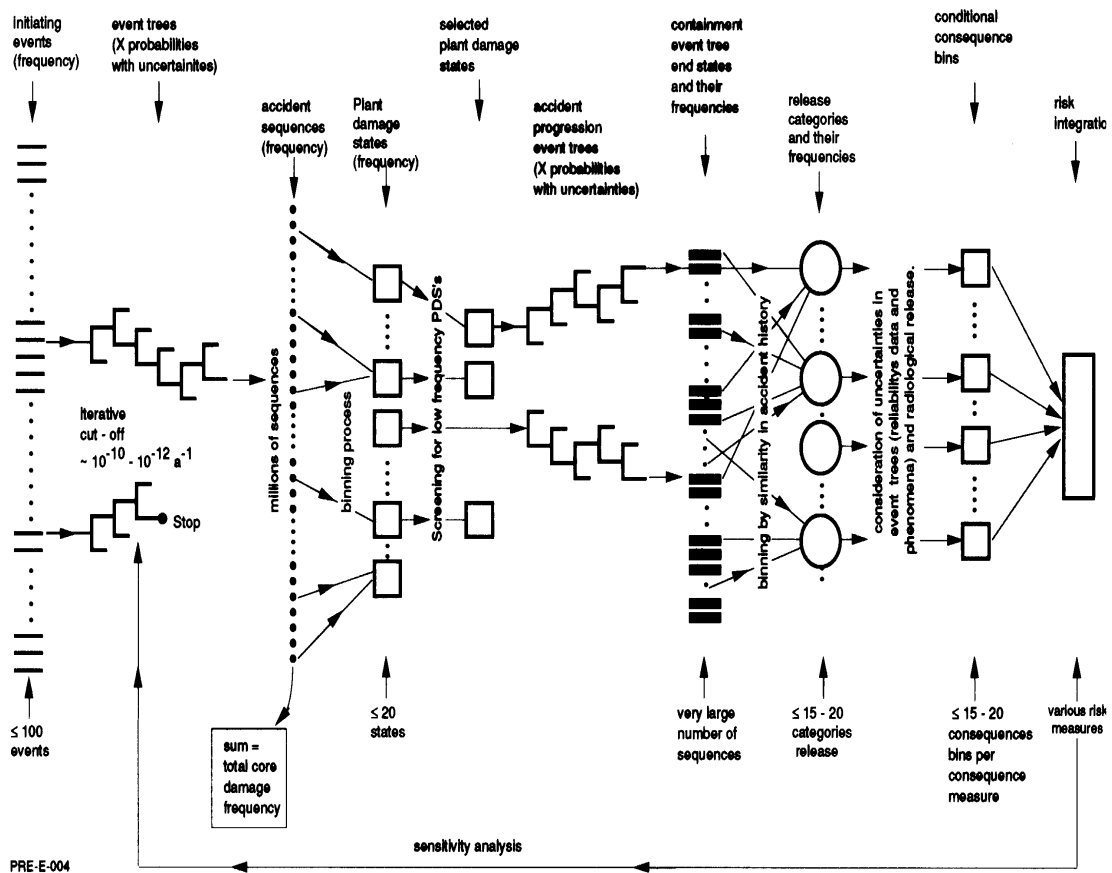 Initiating
events
(frequency)
event trees
(X probabilities
with uncertainites)
accident
sequences
(frequency)
Plant
damage
states
(frequency)
selected
plant damage
states
accident
progression
event trees
(X probabilities
with uncertainties)
containment
event tree
end states
and their
frequencies
release
categories
and their
frequencies
conditional
consequence
bins
risk
integratio
Iterative
cut - off
~ 10-10 - 10-12 a-1
Stop
millions of sequences
binning process
Screening for low frequency PDS's
binning by similarity in accident history
consideration of uncertainties in
event trees (reliabilitys data and
phenomena) and radiological release.
≤ 100
events
sum =
total core
damage
frequency
≤ 20
states
very large
number of
sequences
≤ 15 - 20
categories
release
≤ 15 - 20
consequences
bins per
consequence
measure
various risk
measures
sensitivity analysis
PRE-E-004